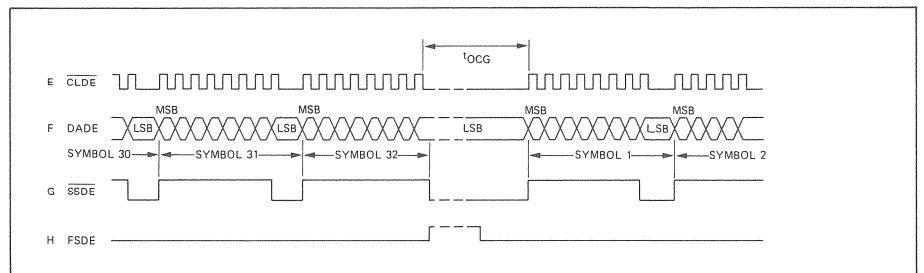 tOCG
E CLDE
MSB MSB MSB MSB
F DADE LSB LSB LSB LSB
SYMBOL 30 SYMBOL 31 SYMBOL 32 SYMBOL 1 SYMBOL 2
G SSDE
H FSDE